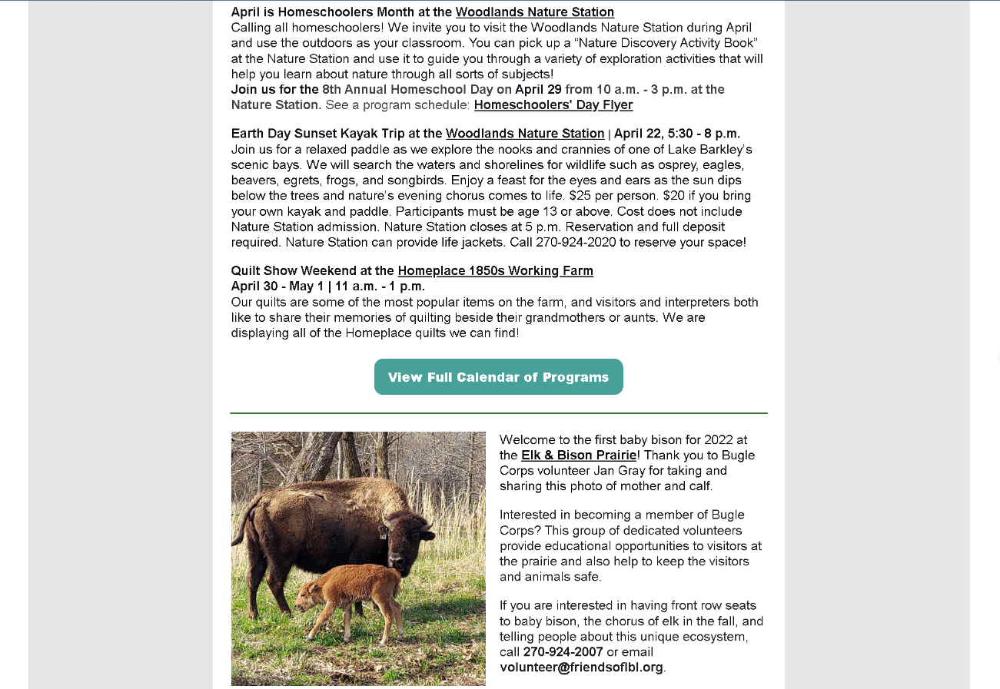 April is Homeschoolers Month at the Woodlands Nature Station
Calling all homeschoolers! We invite you to visit the Woodlands Nature Station during April
and use the outdoors as your classroom. You can pick up a “Nature Discovery Activity Book”
at the Nature Station and use it to guide you through a variety of exploration activities that will
help you learn about nature through all sorts of subjects!
Join us for the 8th Annual Homeschool Day on April 29 from 10 a.m. - 3 p.m. at the
Nature Station. See a program schedule: Homeschoolers' Day Flyer
Earth Day Sunset Kayak Trip at the Woodlands Nature Station | April 22, 5:30 - 8 p.m.
Join us for a relaxed paddle as we explore the nooks and crannies of one of Lake Barkley’s
scenic bays. We will search the waters and shorelines for wildlife such as osprey, eagles,
beavers, egrets, frogs, and songbirds. Enjoy a feast for the eyes and ears as the sun dips
below the trees and nature’s evening chorus comes to life. $25 per person. $20 if you bring
your own kayak and paddle. Participants must be age 13 or above. Cost does not include
Nature Station admission. Nature Station closes at 5 p.m. Reservation and full deposit
required. Nature Station can provide life jackets. Call 270-924-2020 to reserve your space!
Quilt Show Weekend at the Homeplace 1850s Working Farm
April 30 - May 1 | 11 a.m. - 1 p.m.
Our quilts are some of the most popular items on the farm, and visitors and interpreters both
like to share their memories of quilting beside their grandmothers or aunts. We are
displaying all of the Homeplace quilts we can find!
View Full Calendar of Programs
Welcome to the first baby bison for 2022 at
the Elk & Bison Prairie! Thank you to Bugle
Corps volunteer Jan Gray for taking and
sharing this photo of mother and calf.
Interested in becoming a member of Bugle
Corps? This group of dedicated volunteers
provide educational opportunities to visitors at
the prairie and also help to keep the visitors
and animals safe.
If you are interested in having front row seats
to baby bison, the chorus of elk in the fall, and
telling people about this unique ecosystem,
call 270-924-2007 or email
volunteer@friendsoflbl.org.